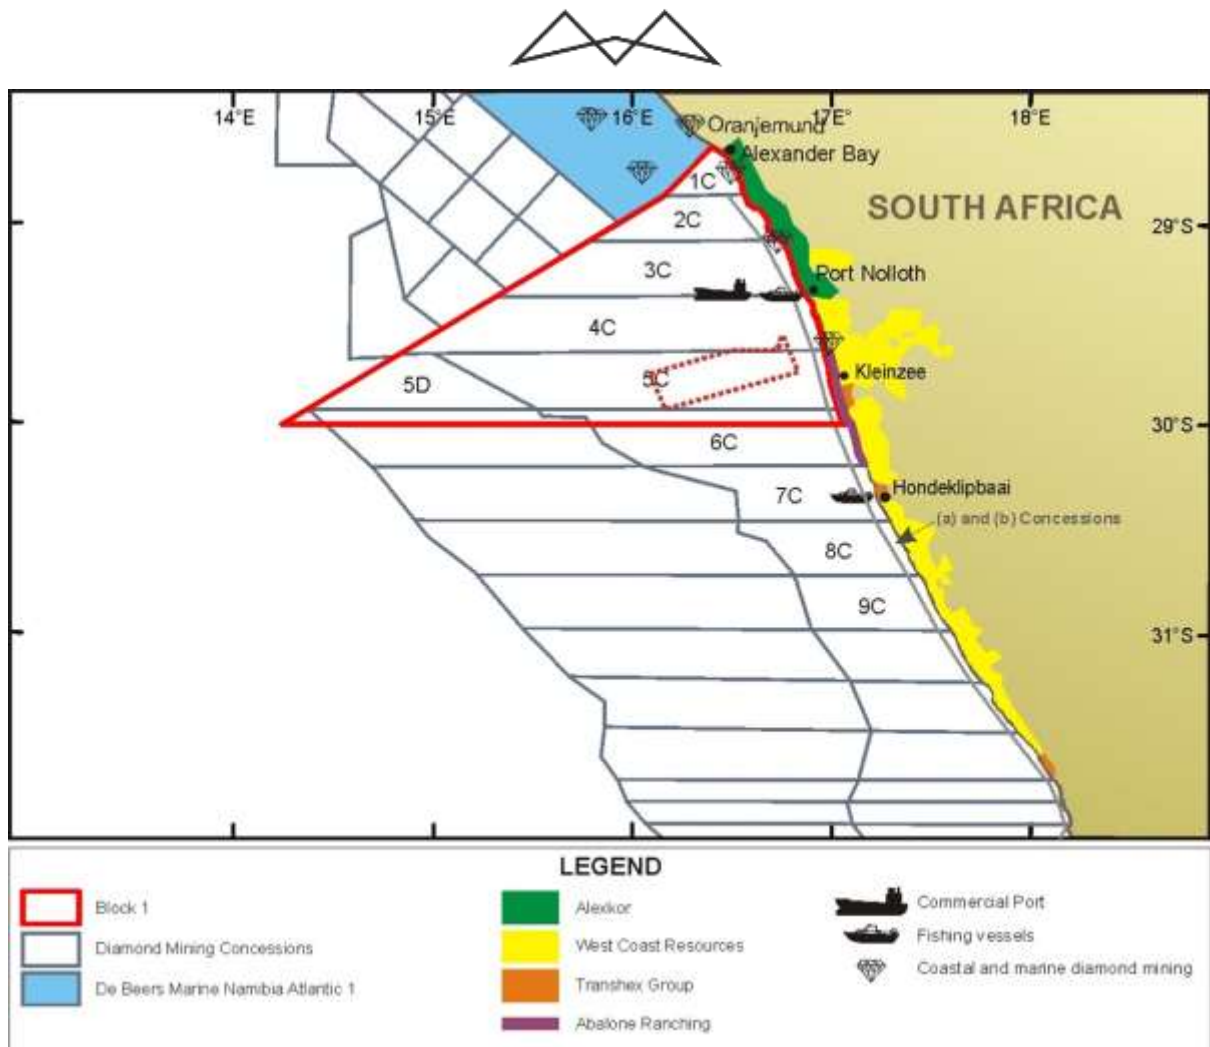 14°E 15°E 16°E 17°E° 18°E
Oranjemund
Alexander Bay
1C
SOUTH AFRICA
2C
29°S
3C
Port Nolloth
4C
5D
5C
Kleinzee
30°S
6C
7C
Hondeklipbaai
(a) and (b) Concessions
8C
9C
31°S
LEGEND
Block 1
Diamond Mining Concessions
De Beers Marine Namibia Atlantic 1
Alexkor
West Coast Resources
Transhex Group
Abalone Ranching
Commercial Port
Fishing vessels
Coastal and marine diamond mining